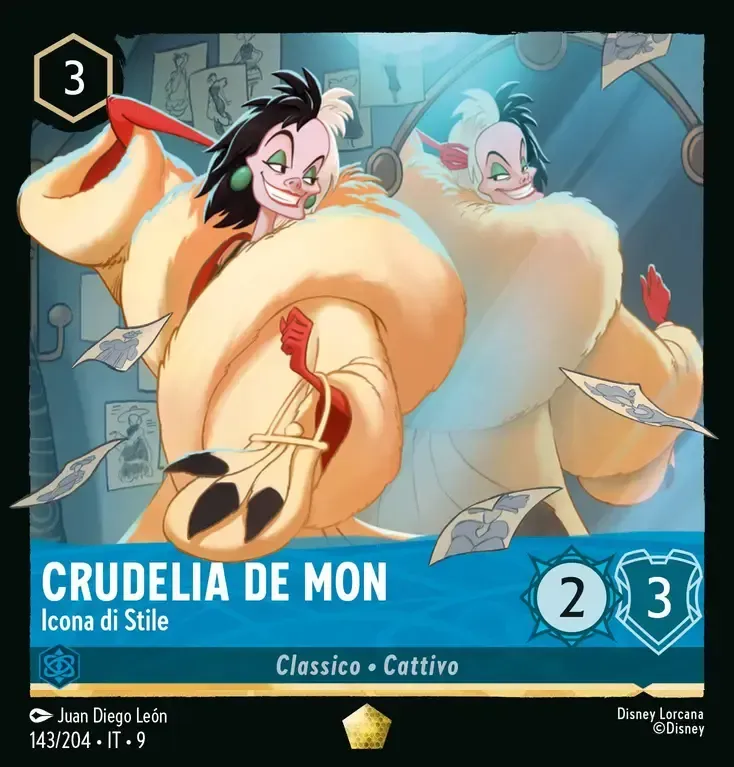 3
CRUDELIA DE MON
Icona di Stile
2
3
Classico • Cattivo
Juan Diego León
143/204 • IT • 9
Disney Lorcana
©Disney